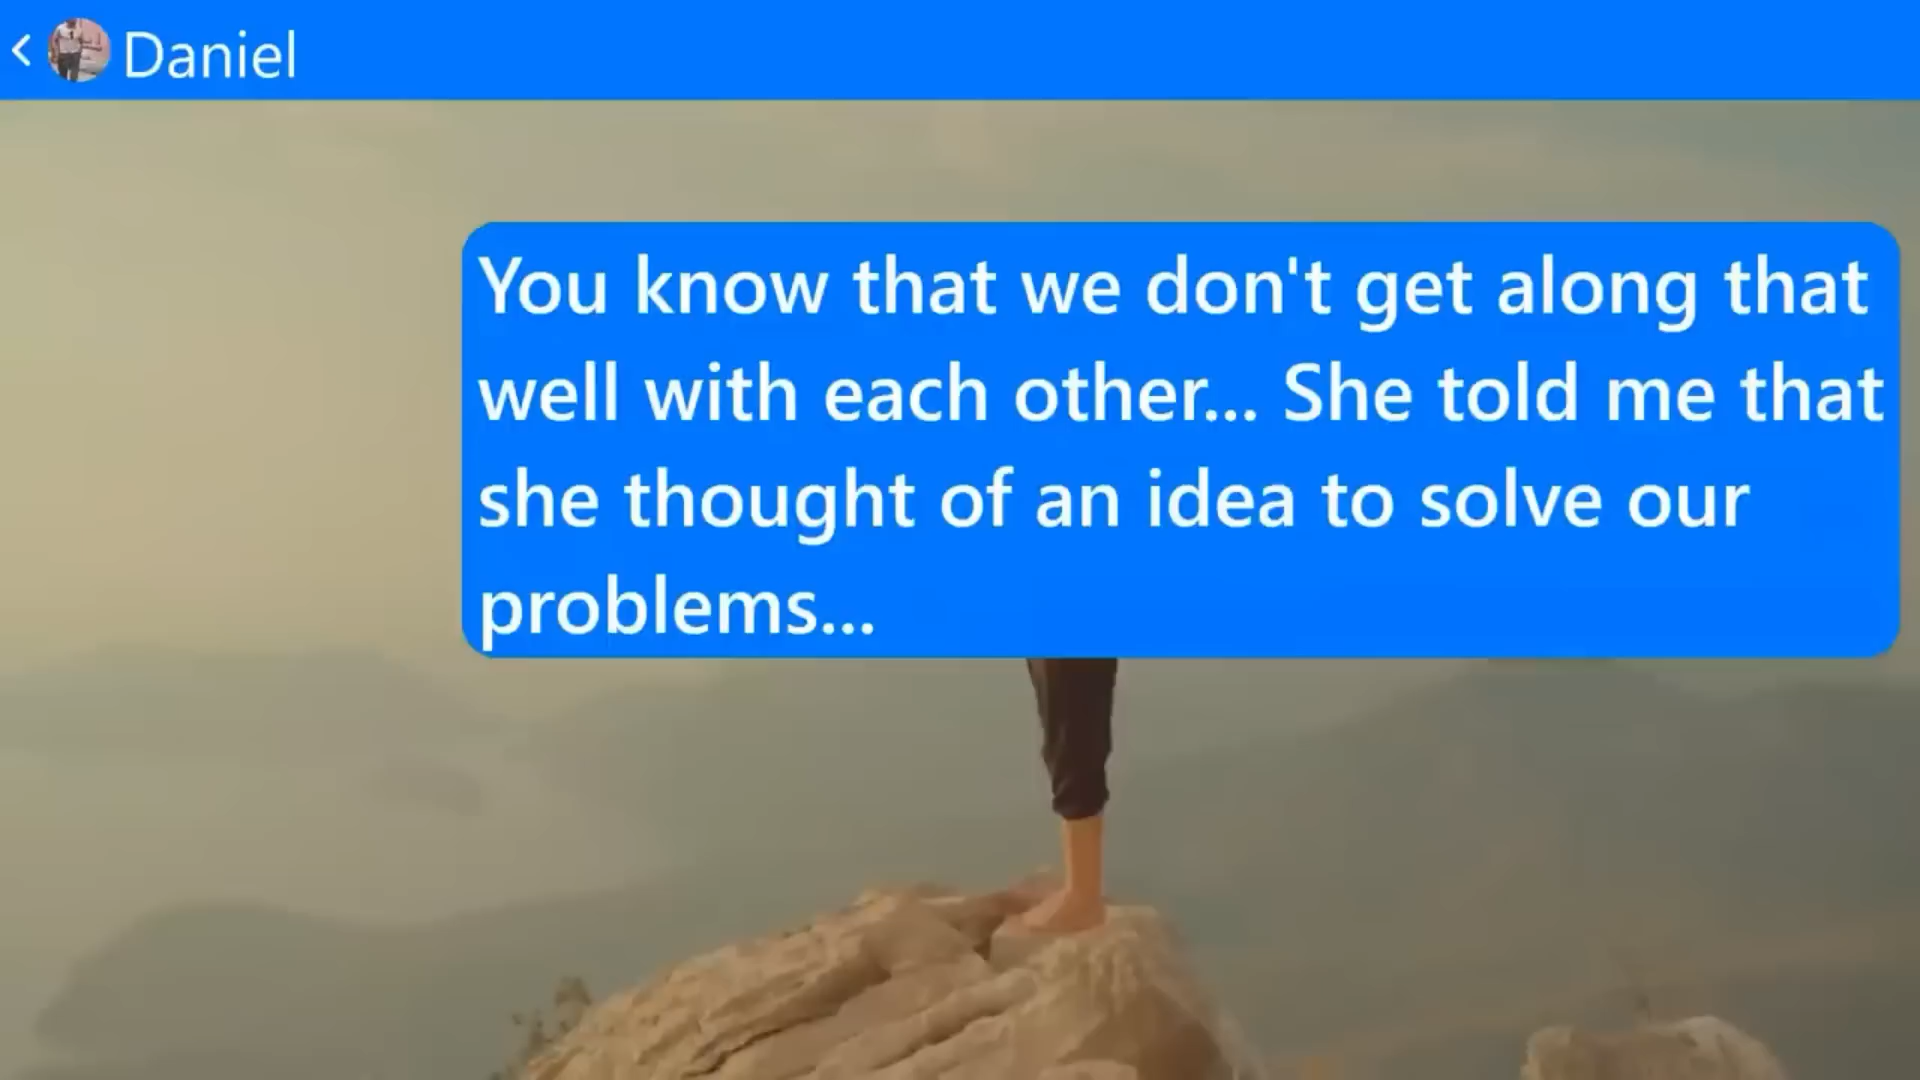 Daniel
You know that we don't get along that
well with each other... She told me that
she thought of an idea to solve our
problems...